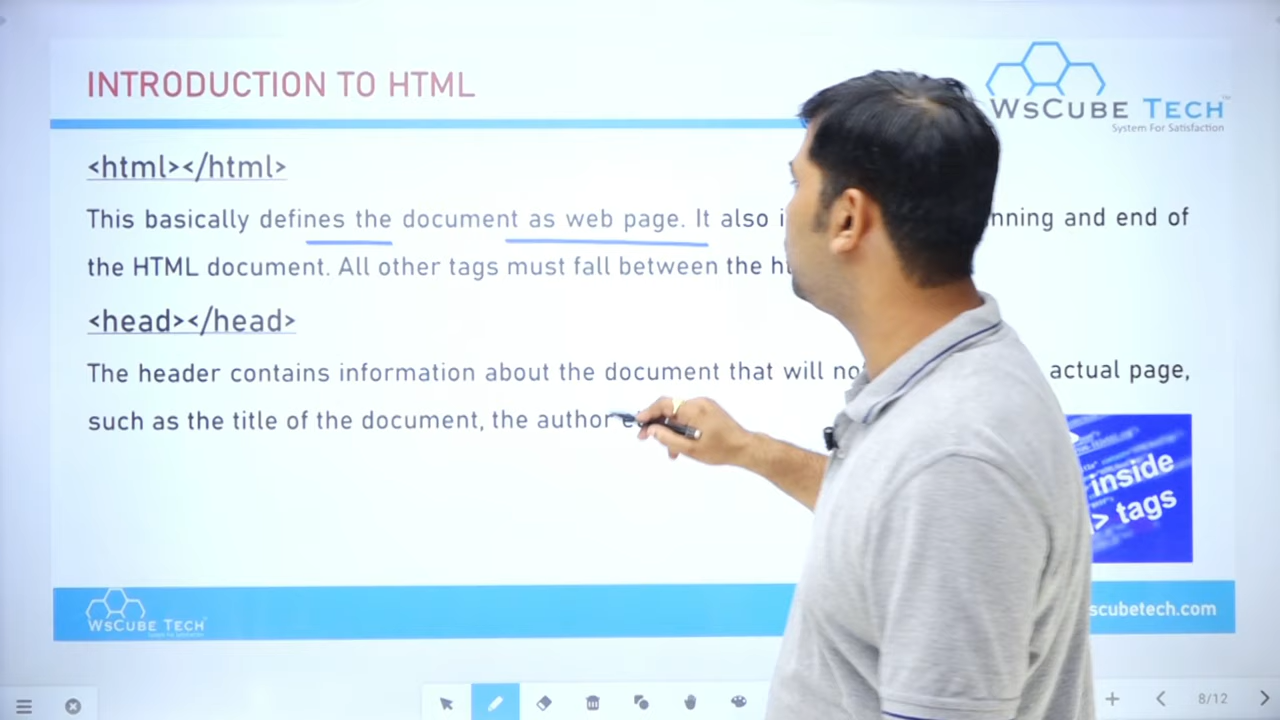 INTRODUCTION TO HTML
WSCUBE TECH
System For Satisfaction
<html></html>
This basically defines the document as web page. It also nning and end of
the HTML document. All other tags must fall between the
<head></head>
The header contains information about the document that will actual page,
such as the title of the document, the author
inside
> tags
WSCUBE TECH
scubetech.com
8/12